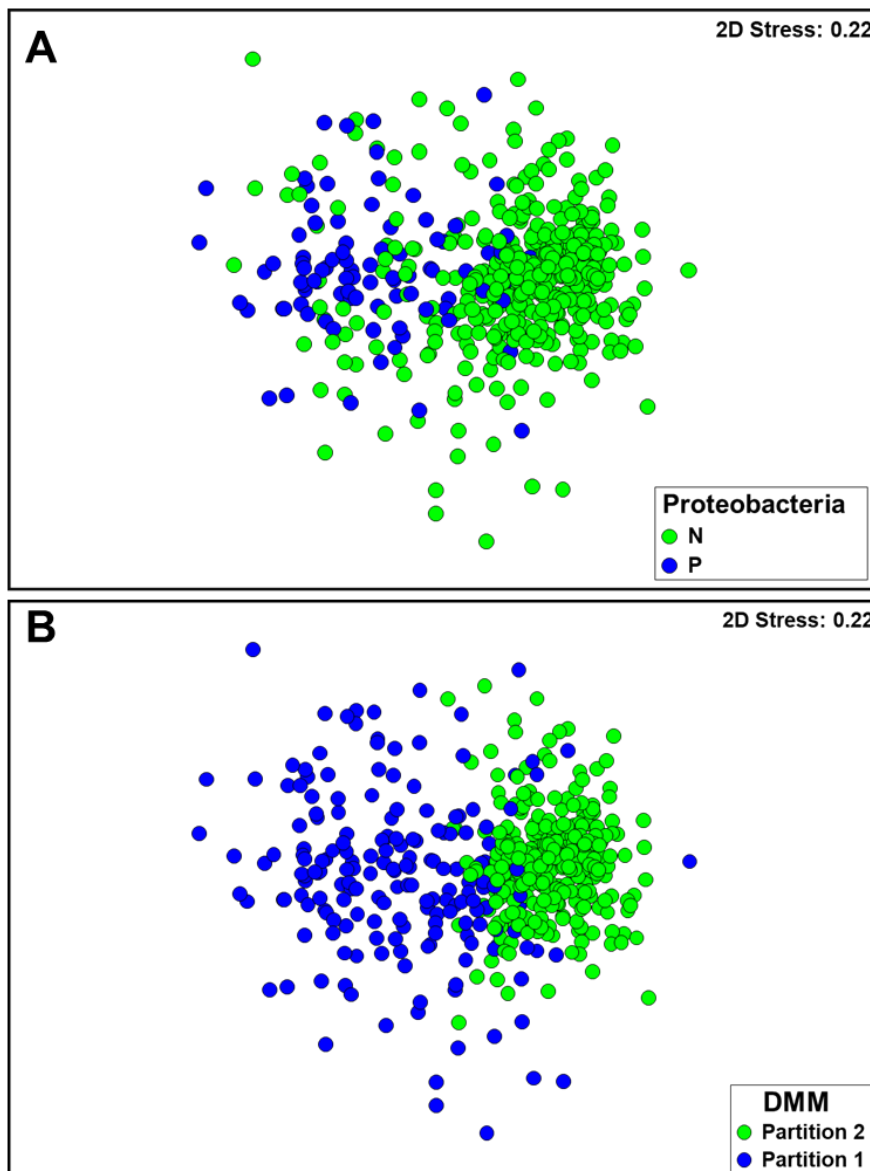 A
2D Stress: 0.22
Proteobacteria
N
P
B
2D Stress: 0.22
DMM
Partition 2
Partition 1